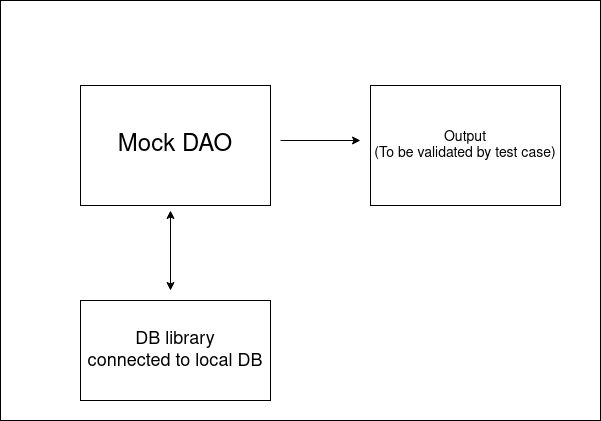 Mock DAO
Output
(To be validated by test case)
DB library
connected to local DB